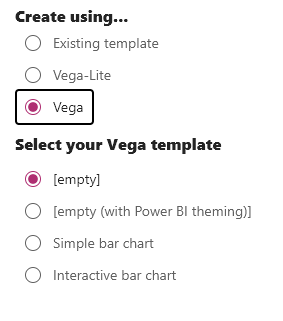 Create using...
Existing template
Vega-Lite
Vega
Select your Vega template
[empty]
[empty (with Power BI theming)]
Simple bar chart
Interactive bar chart